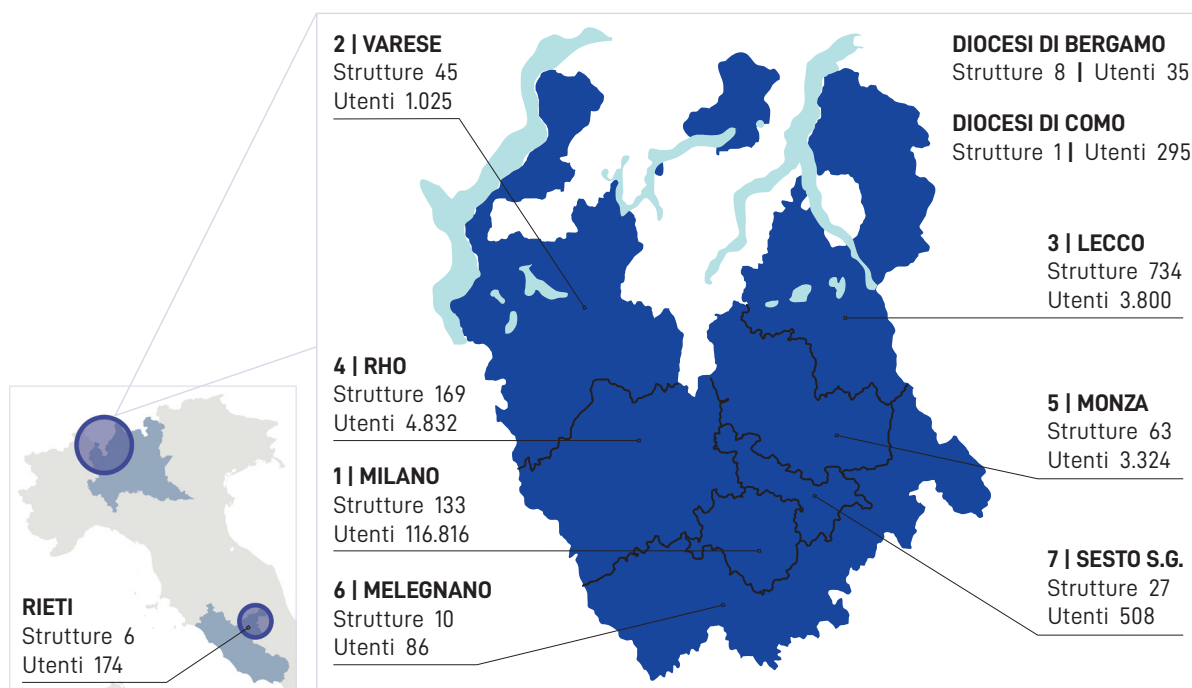 2 | VARESE
Strutture 45
Utenti 1.025
DIOCESI DI BERGAMO
Strutture 8 | Utenti 35
DIOCESI DI COMO
Strutture 1 | Utenti 295
3 | LECCO
Strutture 734
Utenti 3.800
4 | RHO
Strutture 169
Utenti 4.832
5 | MONZA
Strutture 63
Utenti 3.324
1 | MILANO
Strutture 133
Utenti 116.816
7 | SESTO S.G.
Strutture 27
Utenti 508
6 | MELEGNANO
Strutture 10
Utenti 86
RIETI
Strutture 6
Utenti 174